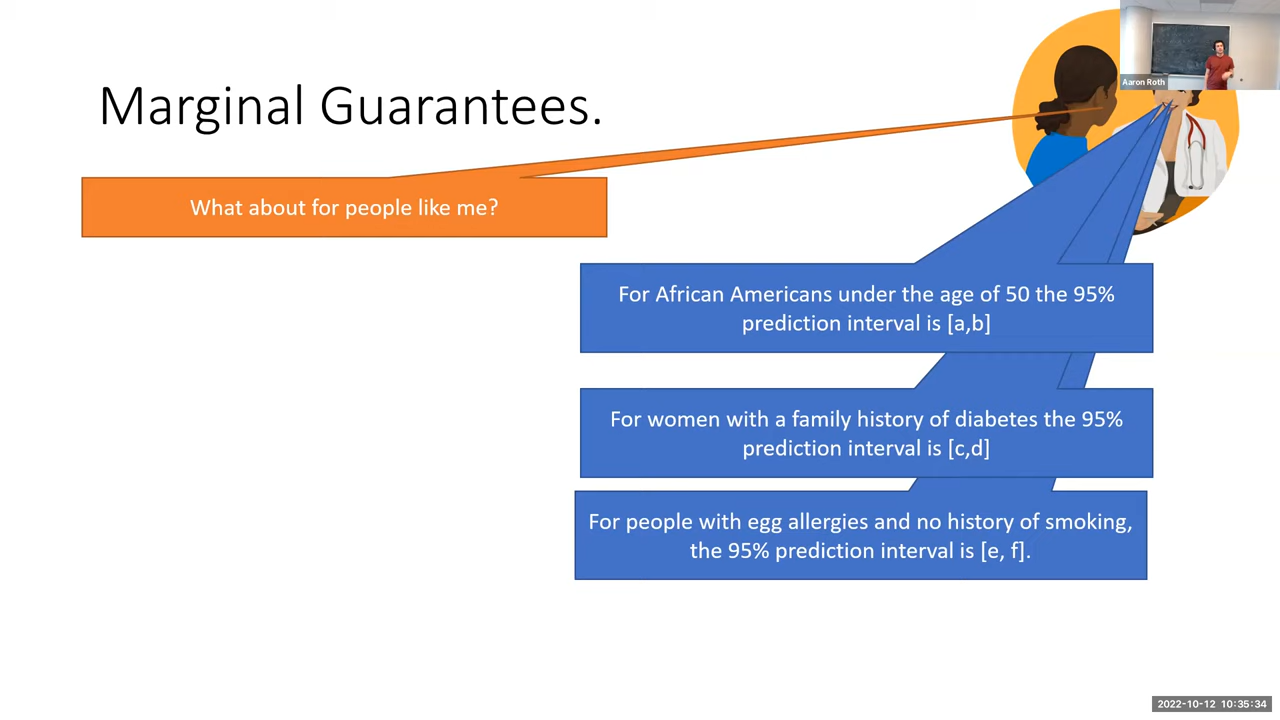 Aaron Roth
Marginal Guarantees.
What about for people like me?
For African Americans under the age of 50 the 95%
prediction interval is [a,b]
For women with a family history of diabetes the 95%
prediction interval is [c,d]
For people with egg allergies and no history of smoking,
the 95% prediction interval is [e, f].
2022-10-12 10:35:34